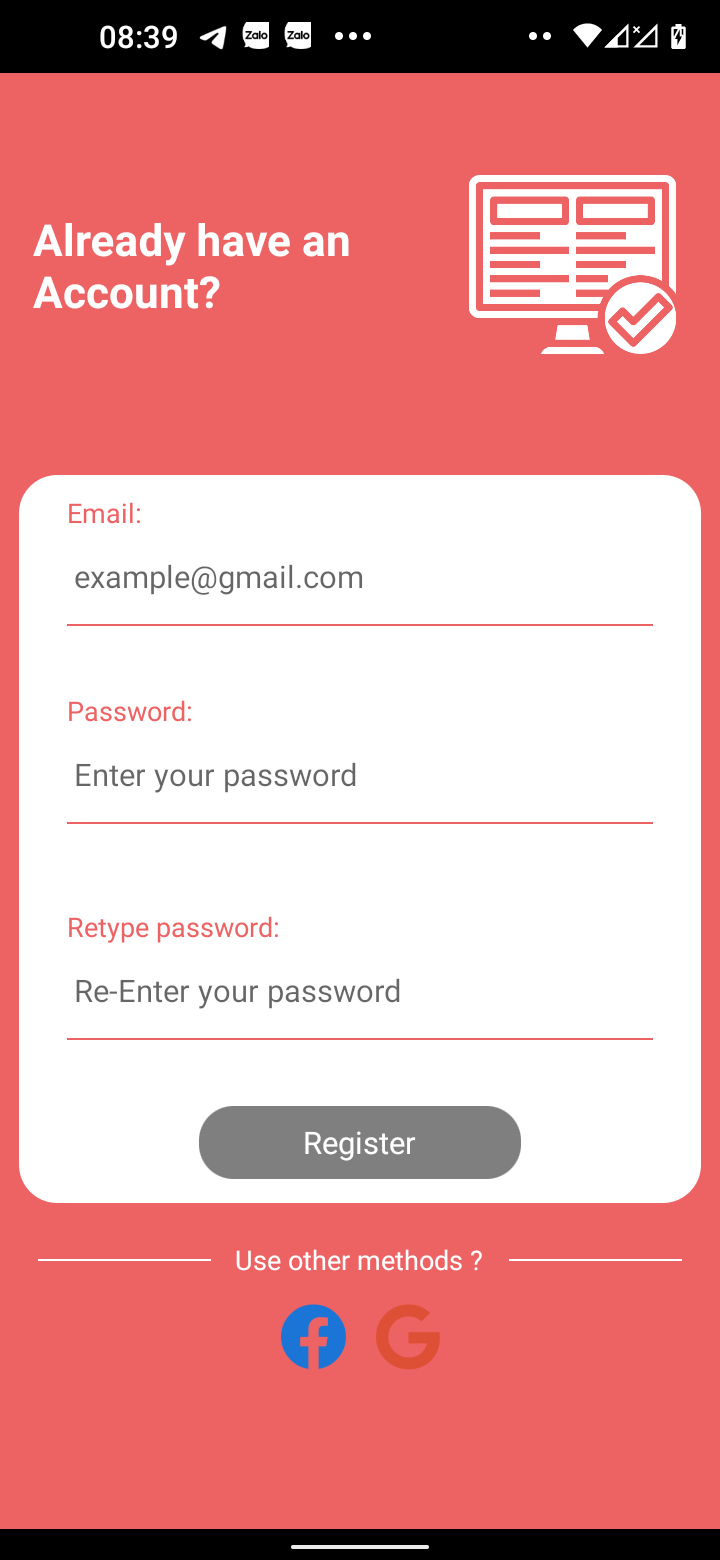 08:39 Zalo Zalo
Already have an
Account?
Email:
example@gmail.com
Password:
Enter your password
Retype password:
Re-Enter your password
Register
Use other methods ?